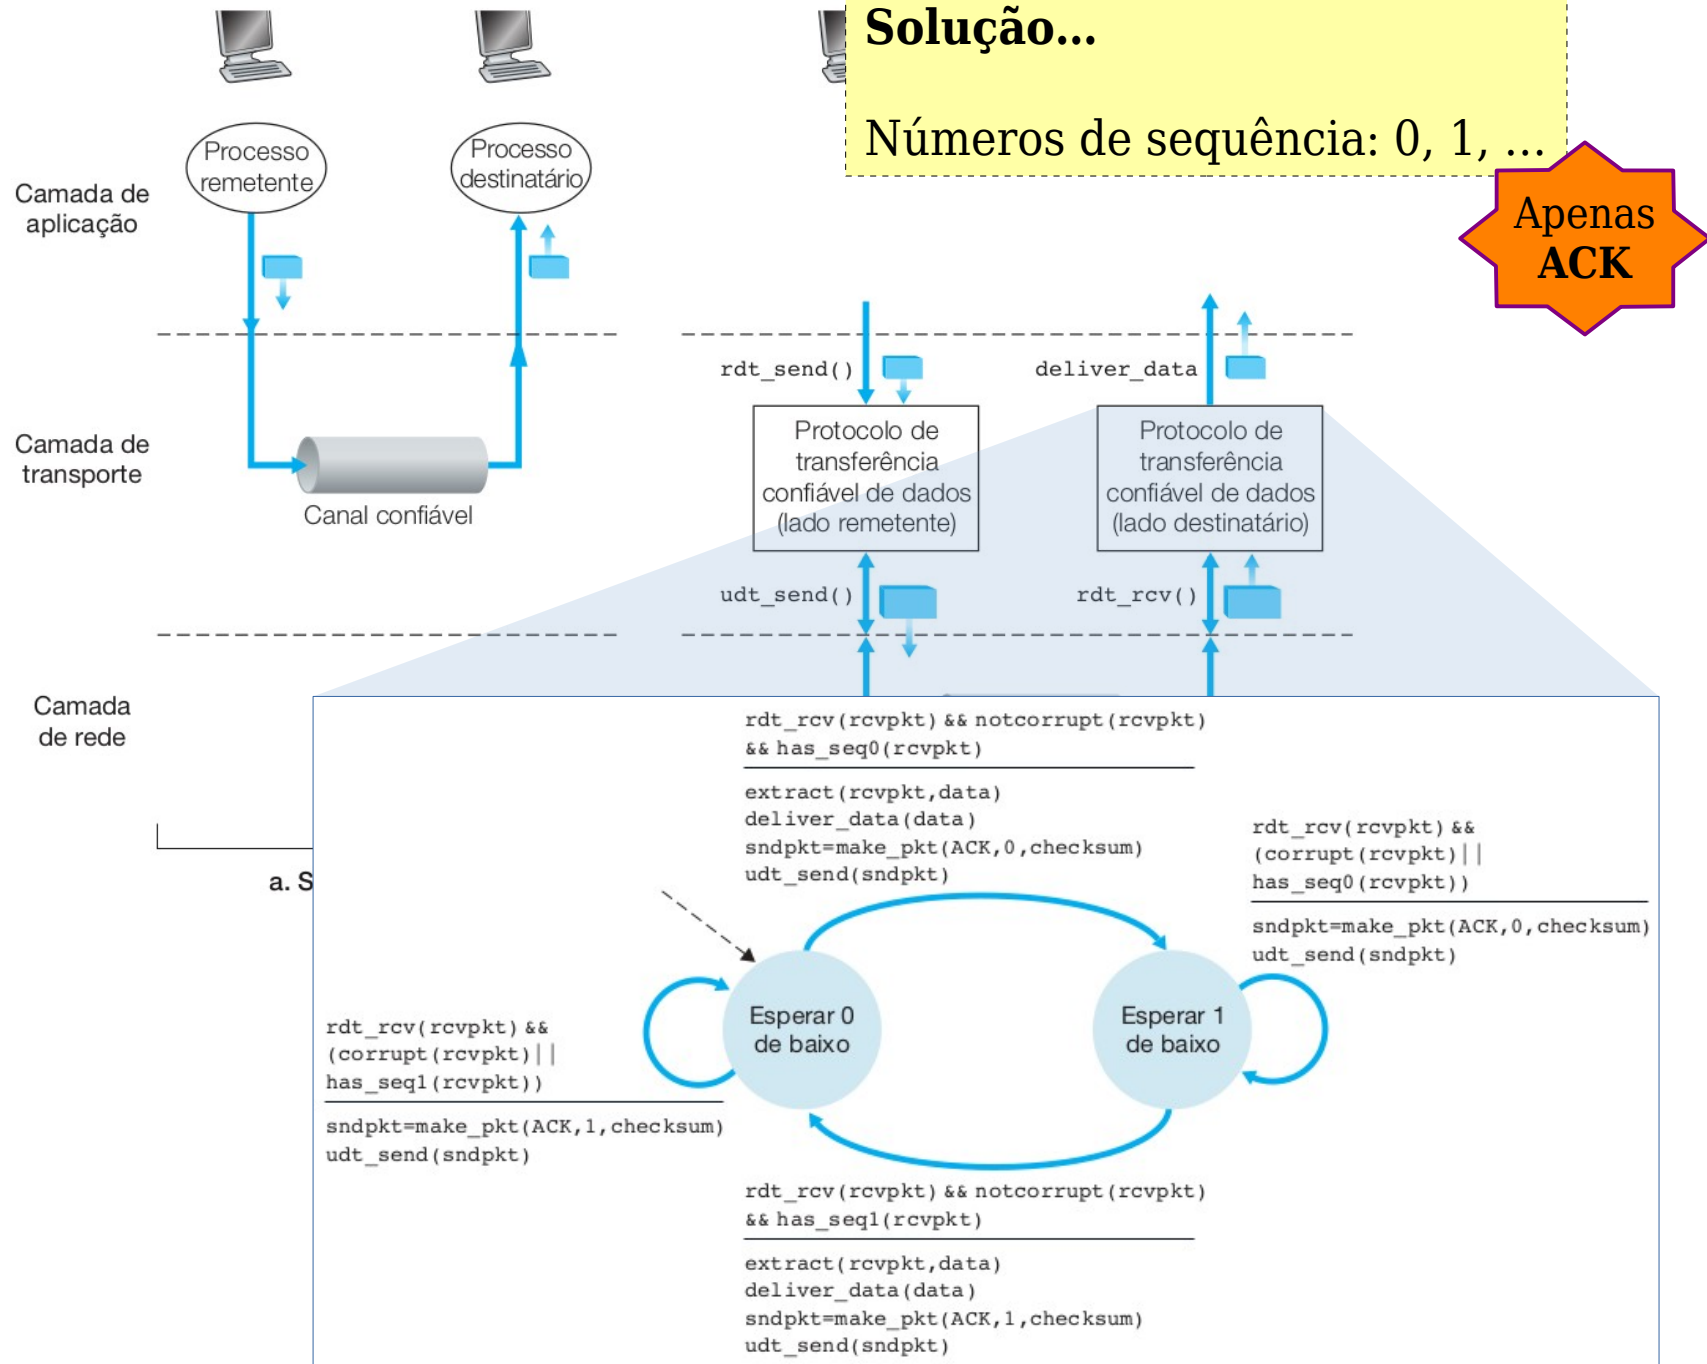 Solução...
Números de sequência: 0, 1, ...
Apenas
ACK
Processo
remetente
Processo
destinatário
Camada de
aplicação
rdt_send()
deliver_data
Camada de
transporte
Canal confiável
Protocolo de
transferência
confiável de dados
(lado remetente)
Protocolo de
transferência
confiável de dados
(lado destinatário)
udt_send()
rdt_rcv()
Camada
de rede
a. S
rdt_rcv(rcvpkt) && notcorrupt(rcvpkt)
&& has_seq0(rcvpkt)
extract(rcvpkt,data)
deliver_data(data)
sndpkt=make_pkt(ACK,0,checksum)
udt_send(sndpkt)
rdt_rcv(rcvpkt) &&
(corrupt(rcvpkt)||
has_seq0(rcvpkt))
sndpkt=make_pkt(ACK,0,checksum)
udt_send(sndpkt)
Esperar 0
de baixo
Esperar 1
de baixo
rdt_rcv(rcvpkt) &&
(corrupt(rcvpkt)||
has_seq1(rcvpkt))
sndpkt=make_pkt(ACK,1,checksum)
udt_send(sndpkt)
rdt_rcv(rcvpkt) && notcorrupt(rcvpkt)
&& has_seq1(rcvpkt)
extract(rcvpkt,data)
deliver_data(data)
sndpkt=make_pkt(ACK,1,checksum)
udt_send(sndpkt)